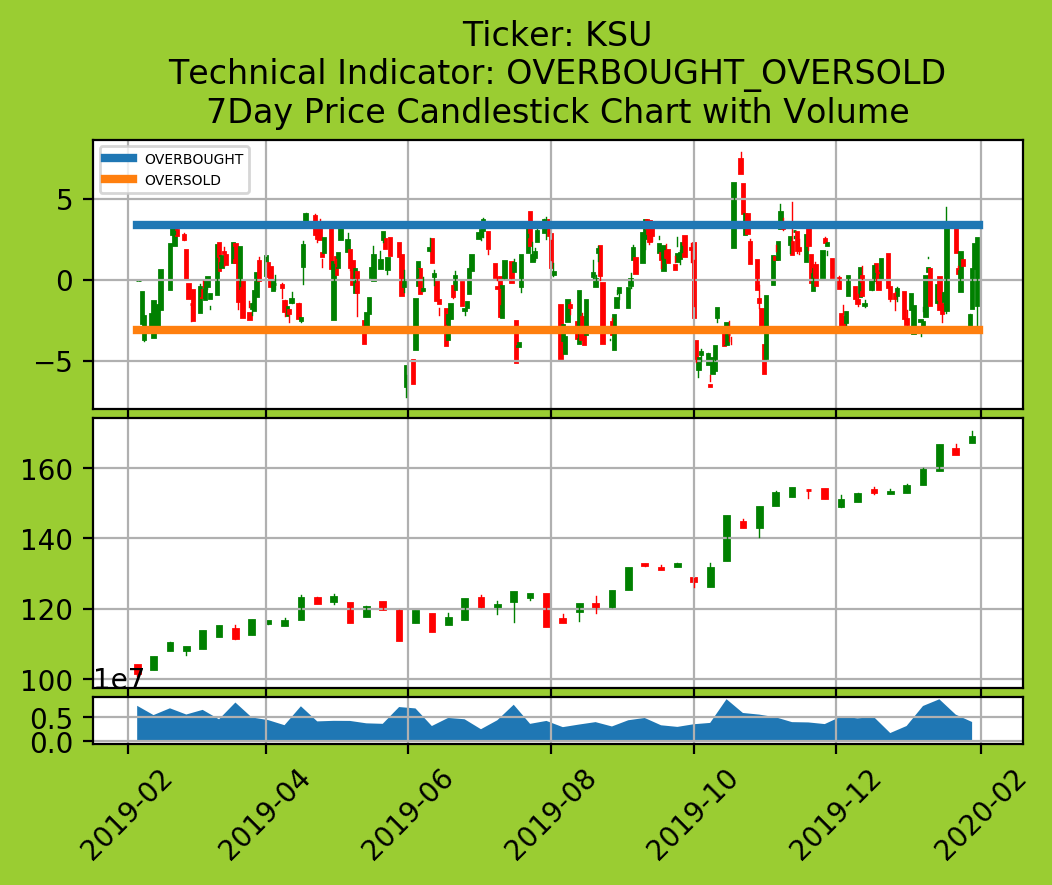 Ticker: KSU
Technical Indicator: OVERBOUGHT_OVERSOLD
7Day Price Candlestick Chart with Volume
OVERBOUGHT
OVERSOLD
5
0
−5
160
140
120
100
1e7
0.5
0.0
2019-02
2019-04
2019-06
2019-08
2019-10
2019-12
2020-02